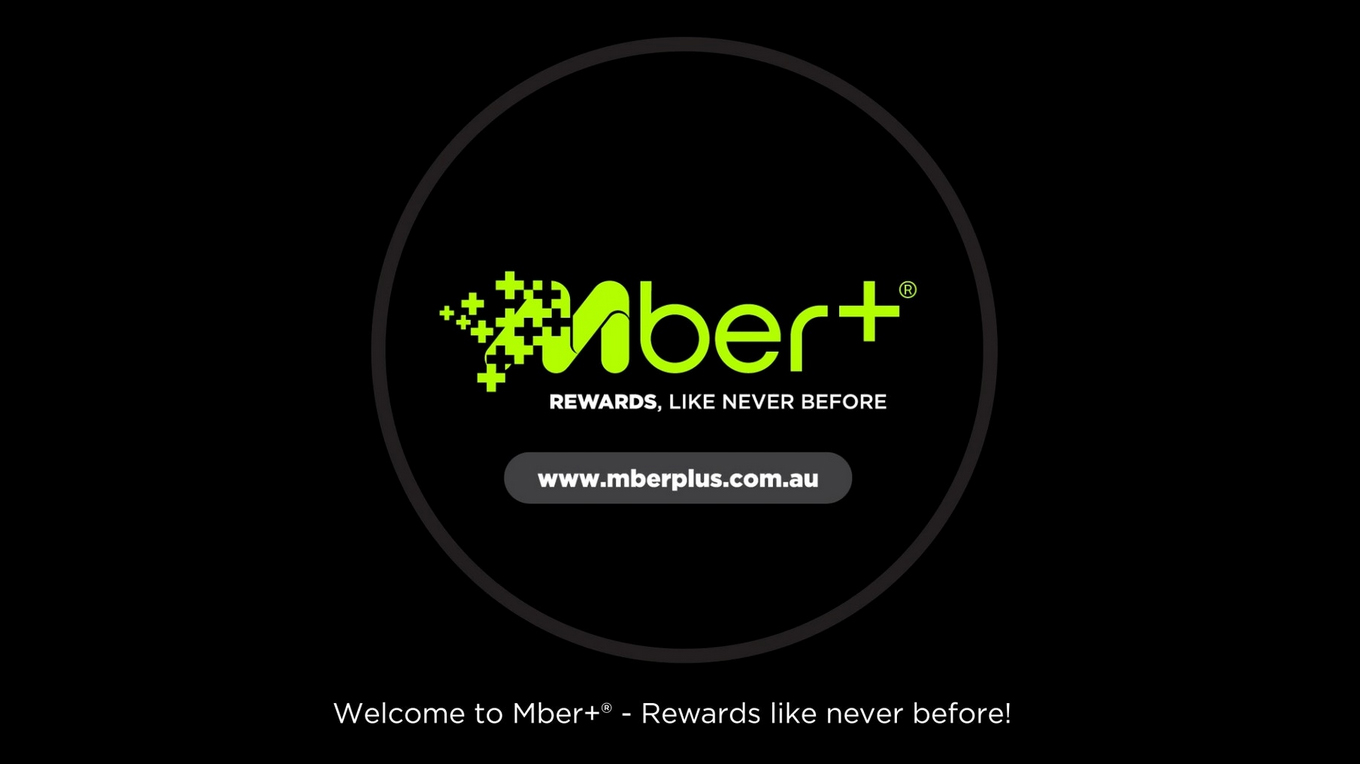 Mber+®
REWARDS, LIKE NEVER BEFORE
www.mberplus.com.au
Welcome to Mber+® - Rewards like never before!